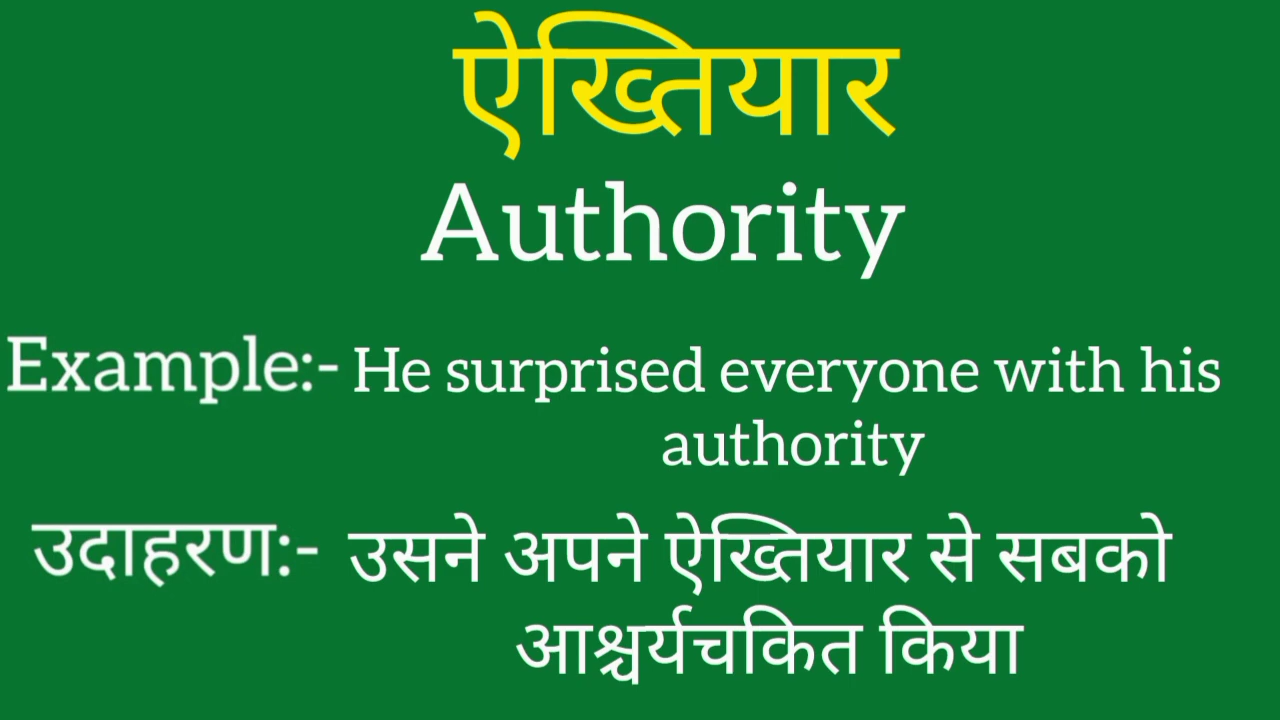 ऐख्तियार
Authority
Example:- He surprised everyone with his
authority
उदाहरण:- उसने अपने ऐख्तियार से सबको
आश्चर्यचकित किया